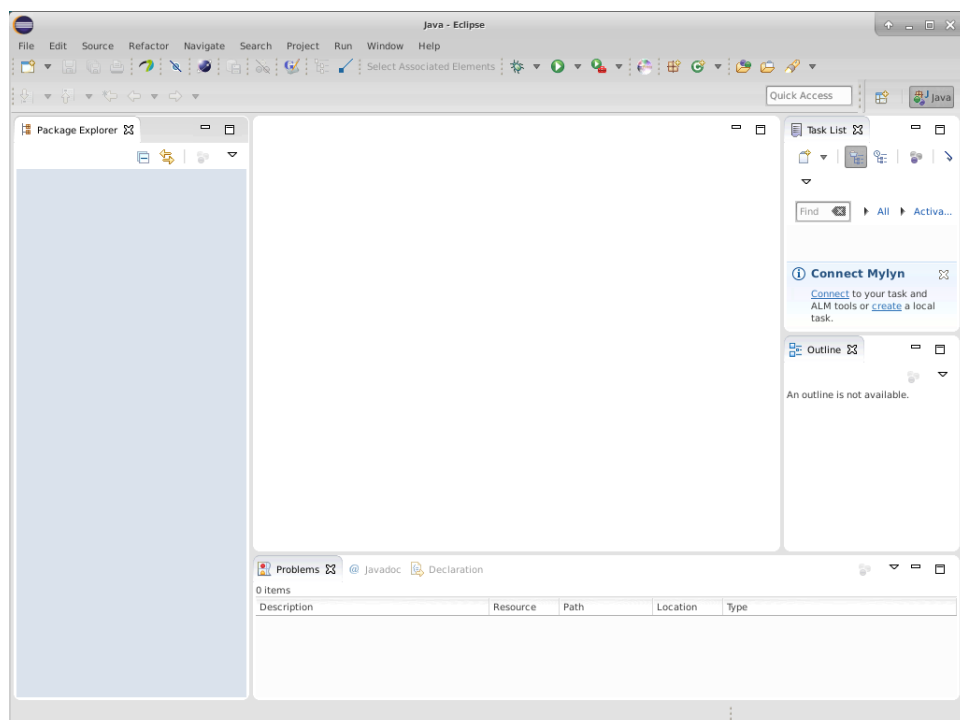 Java - Eclipse
File Edit Source Refactor Navigate Search Project Run Window Help
Select Associated Elements
Quick Access
Java
Package Explorer
Task List
Find All Activa...
Connect Mylyn
Connect to your task and
ALM tools or create a local
task.
Outline
An outline is not available.
Problems @ Javadoc Declaration
0 items
Description Resource Path Location Type